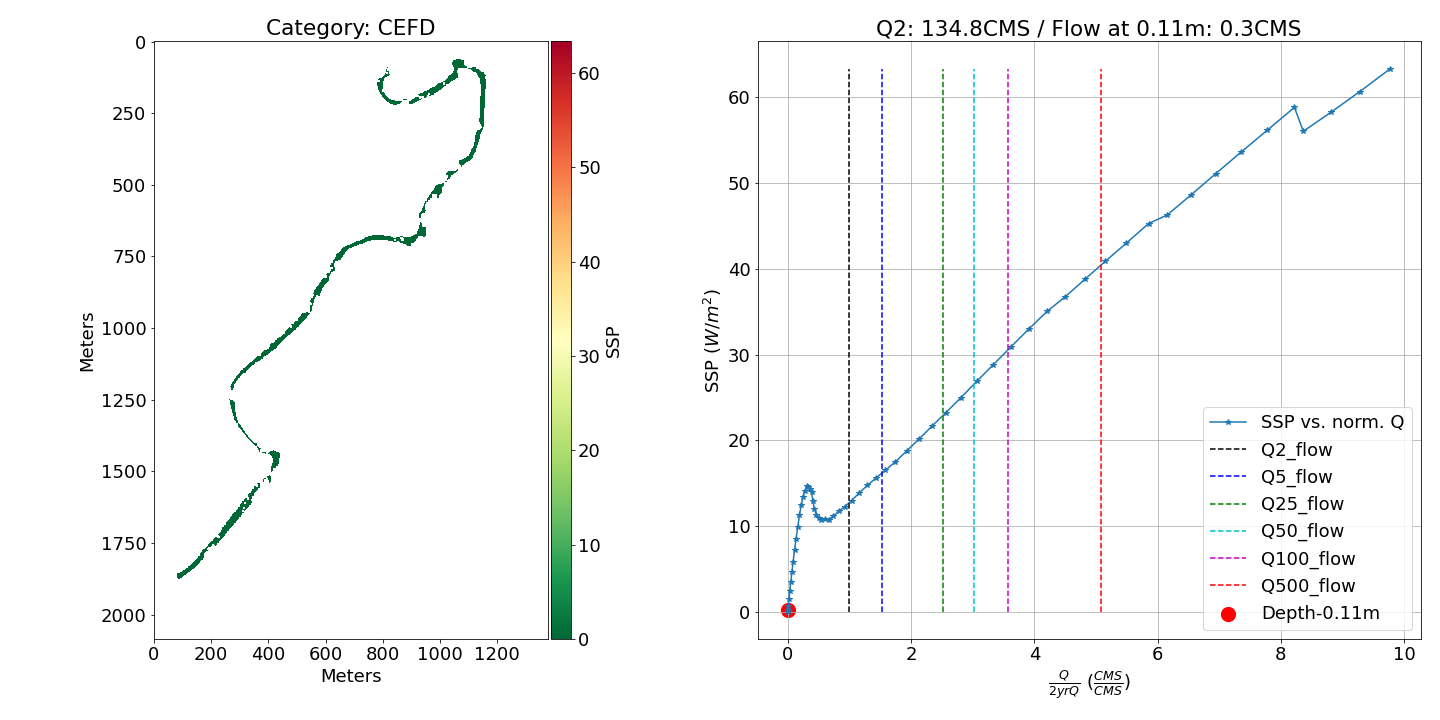 Category: CEFD
0
250
500
750
1000
1250
1500
1750
2000
Meters
0 200 400 600 800 1000 1200
Meters
60
50
40
30
20
10
0
SSP
Q2: 134.8CMS / Flow at 0.11m: 0.3CMS
60
50
40
30
20
10
0
SSP (W/m²)
0 2 4 6 8 10
Q/2yrQ (CMS/CMS)
SSP vs. norm. Q
Q2_flow
Q5_flow
Q25_flow
Q50_flow
Q100_flow
Q500_flow
Depth-0.11m